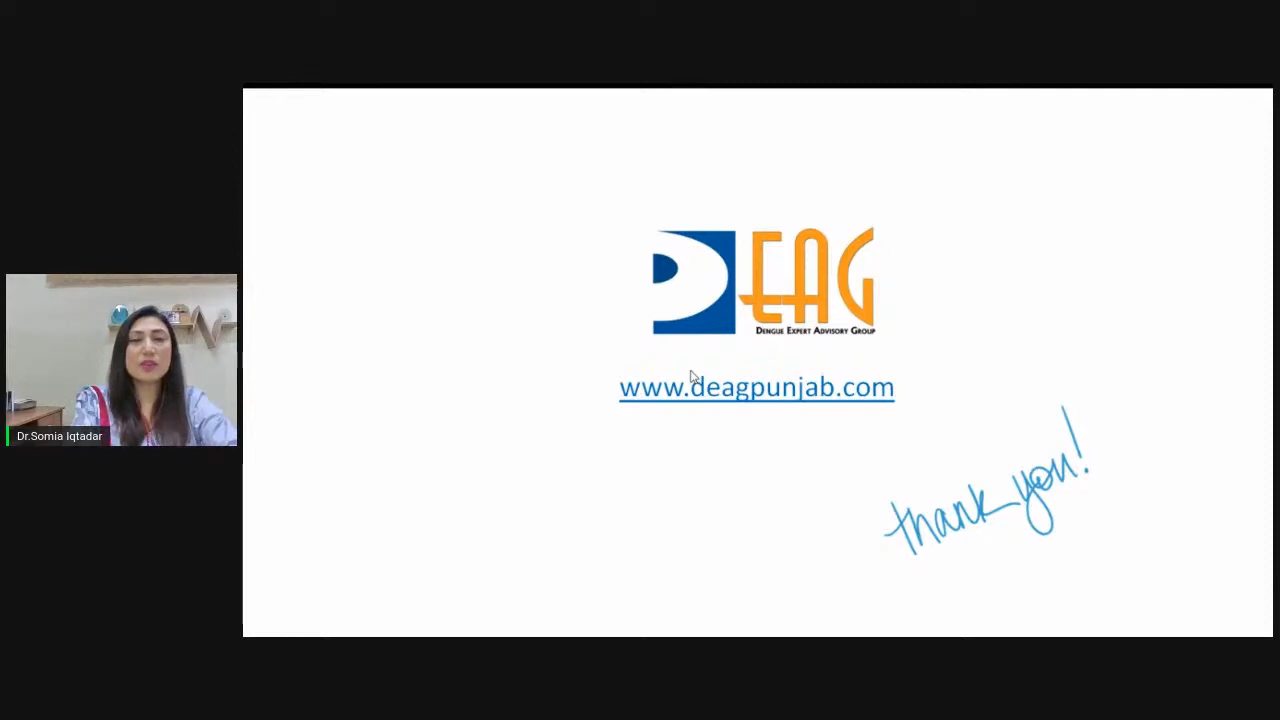 DEAG
DENGUE EXPERT ADVISORY GROUP
www.deagpunjab.com
thank you!
Dr.Somia Iqtadar